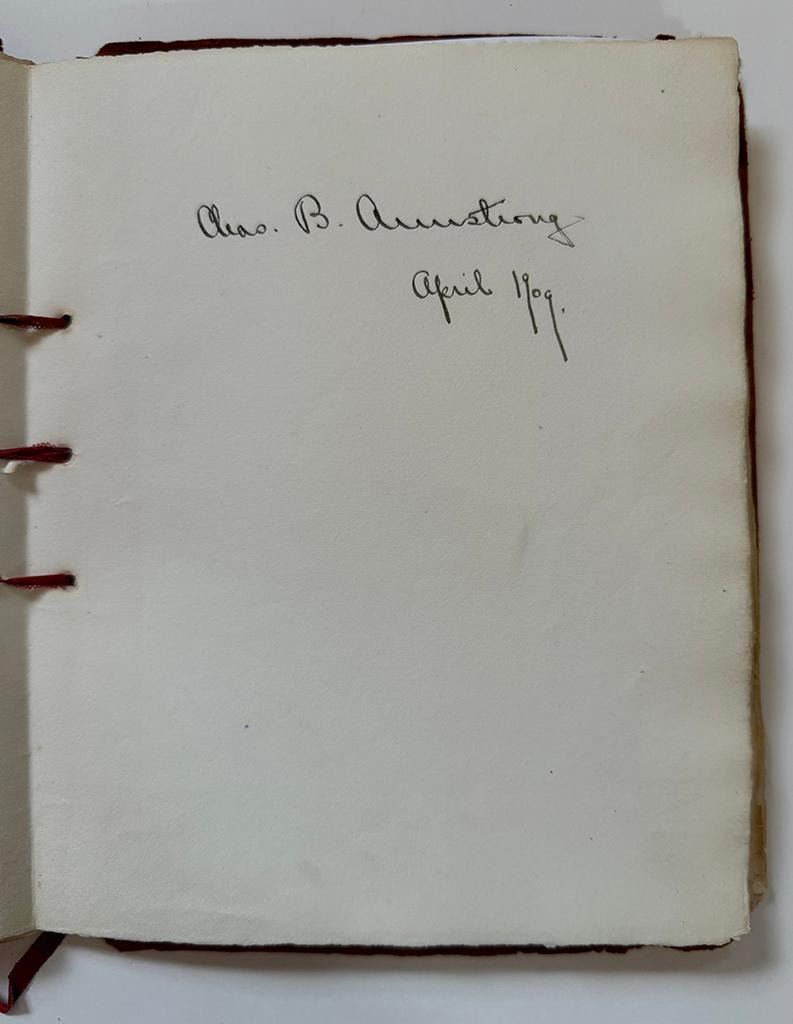 Chas. B. Armstrong
April 1909.